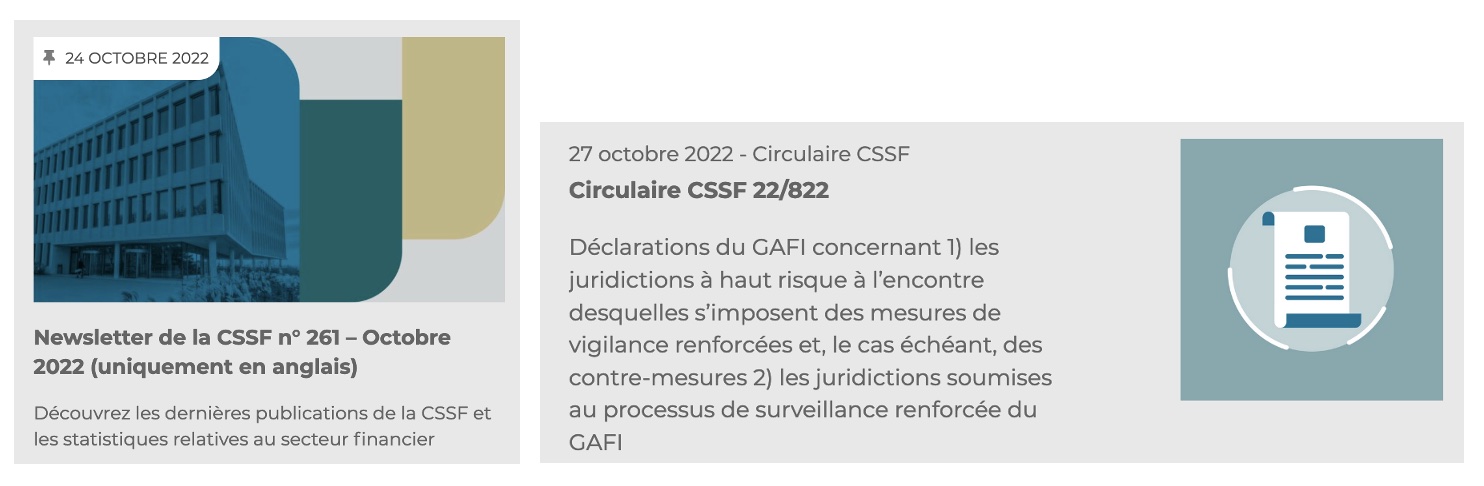 24 OCTOBRE 2022
Newsletter de la CSSF n° 261 – Octobre
2022 (uniquement en anglais)
Découvrez les dernières publications de la CSSF et
les statistiques relatives au secteur financier
27 octobre 2022 - Circulaire CSSF
Circulaire CSSF 22/822
Déclarations du GAFI concernant 1) les
juridictions à haut risque à l’encontre
desquelles s’imposent des mesures de
vigilance renforcées et, le cas échéant, des
contre-mesures 2) les juridictions soumises
au processus de surveillance renforcée du
GAFI